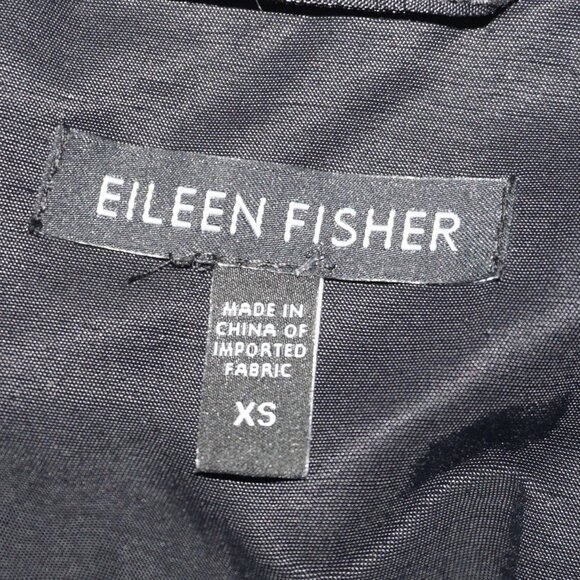 EILEEN FISHER
MADE IN
CHINA OF
IMPORTED
FABRIC
XS